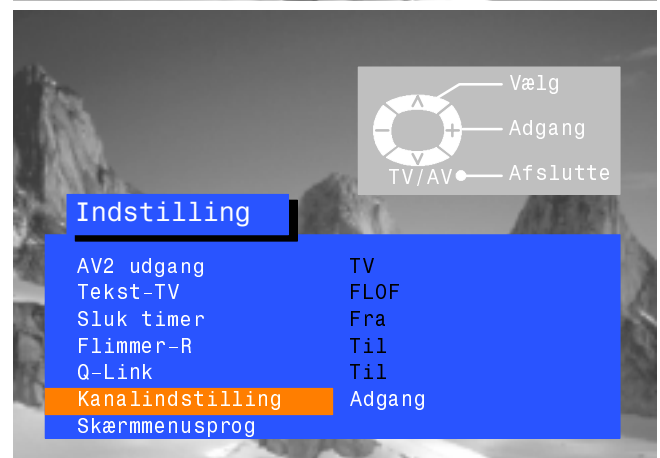 Vælg
Adgang
TV/AV Afslutte
Indstilling
AV2 udgang TV
Tekst-TV FLOF
Sluk timer Fra
Flimmer-R Til
Q-Link Til
Kanalindstilling Adgang
Skærmmenusprog